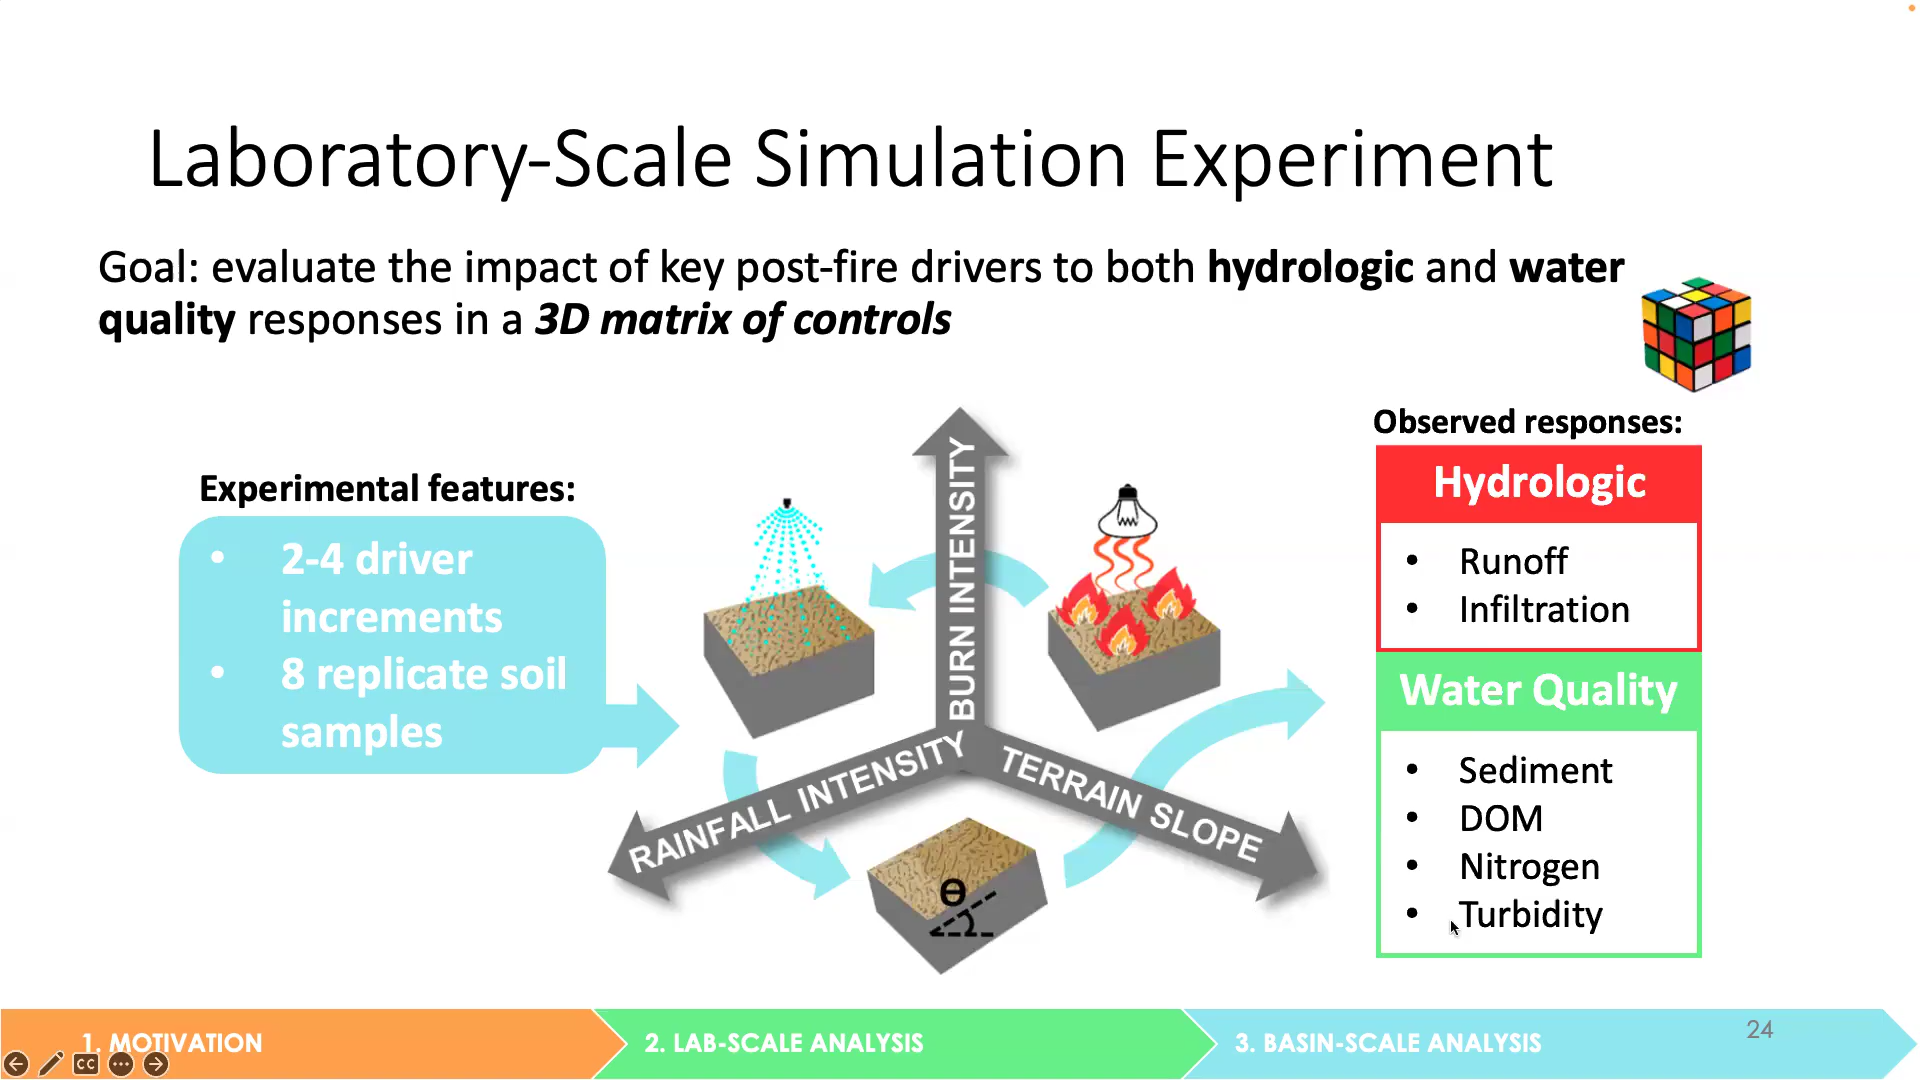 Laboratory-Scale Simulation Experiment
Goal: evaluate the impact of key post-fire drivers to both hydrologic and water
quality responses in a 3D matrix of controls
Experimental features:
• 2-4 driver
increments
• 8 replicate soil
samples
BURN INTENSITY
RAINFALL INTENSITY
TERRAIN SLOPE
Θ
Observed responses:
Hydrologic
• Runoff
• Infiltration
Water Quality
• Sediment
• DOM
• Nitrogen
• Turbidity
1. MOTIVATION
2. LAB-SCALE ANALYSIS
3. BASIN-SCALE ANALYSIS
24
CC